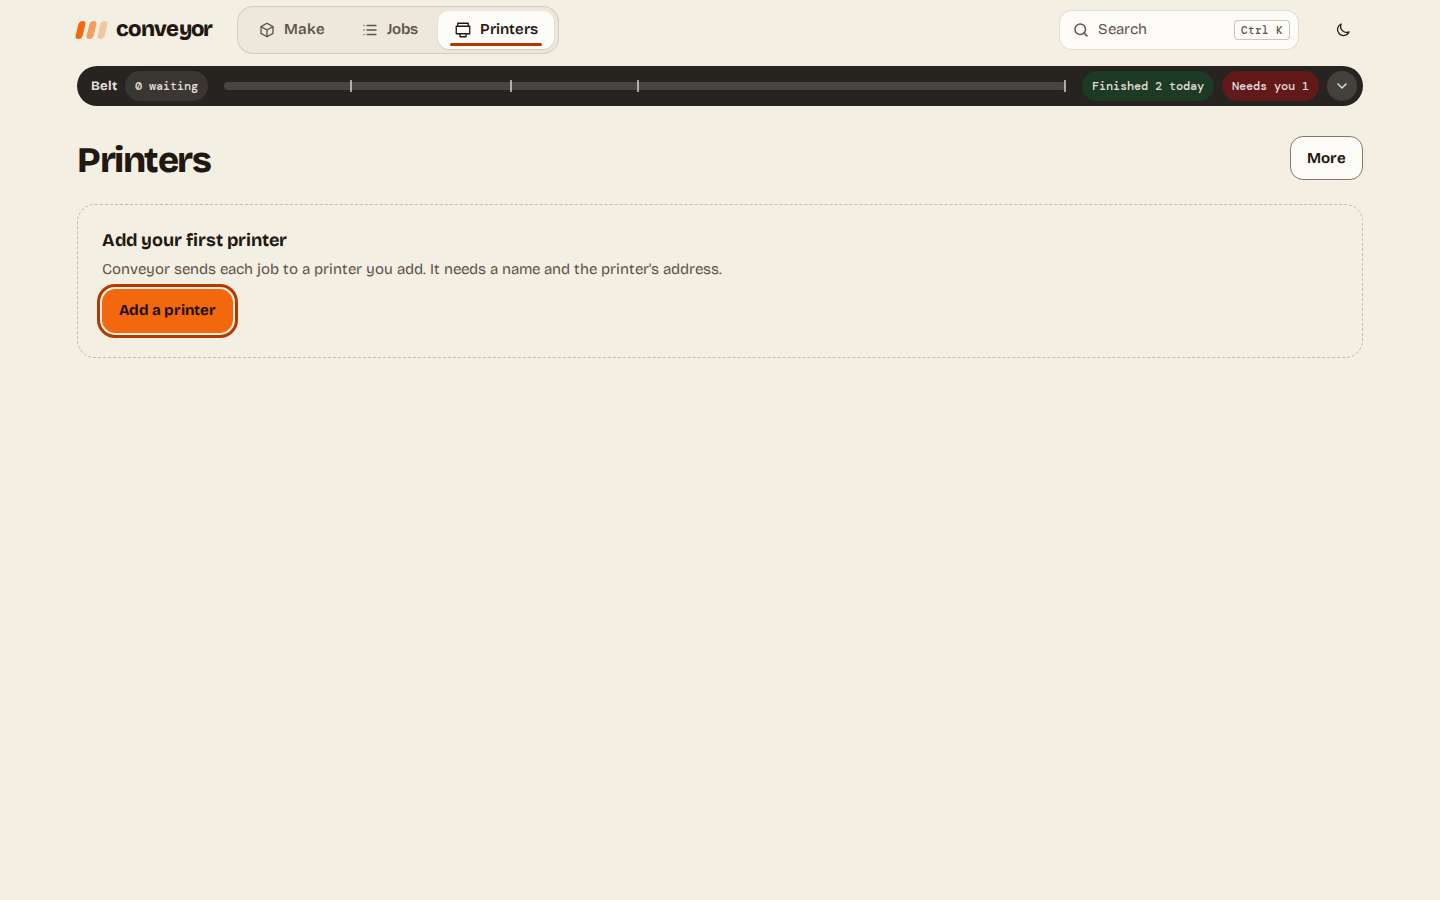 conveyor
Make
Jobs
Printers
Search
Ctrl K
Belt
0 waiting
Finished 2 today
Needs you 1
Printers
More
Add your first printer
Conveyor sends each job to a printer you add. It needs a name and the printer's address.
Add a printer